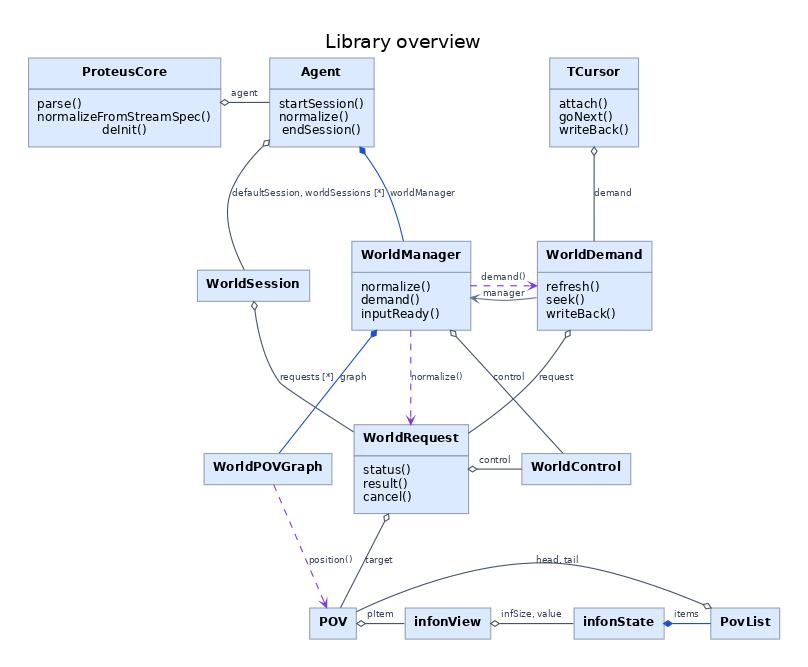 Library overview
ProteusCore
parse()
normalizeFromStreamSpec()
deInit()
agent
Agent
startSession()
normalize()
endSession()
TCursor
attach()
goNext()
writeBack()
defaultSession, worldSessions [*]
worldManager
demand
WorldSession
WorldManager
normalize()
demand()
inputReady()
demand()
manager
WorldDemand
refresh()
seek()
writeBack()
requests [*]
graph
normalize()
control
request
WorldPOVGraph
WorldRequest
status()
result()
cancel()
control
WorldControl
position()
target
head, tail
POV
pItem
infonView
infSize, value
infonState
items
PovList